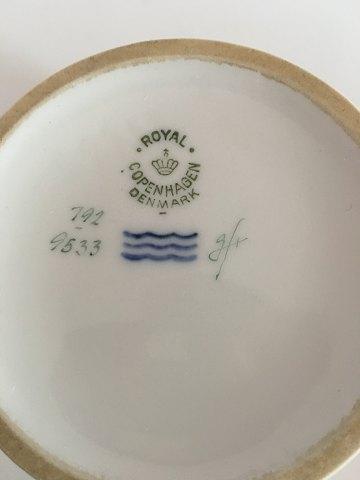 ROYAL
COPENHAGEN
DENMARK
792
9533